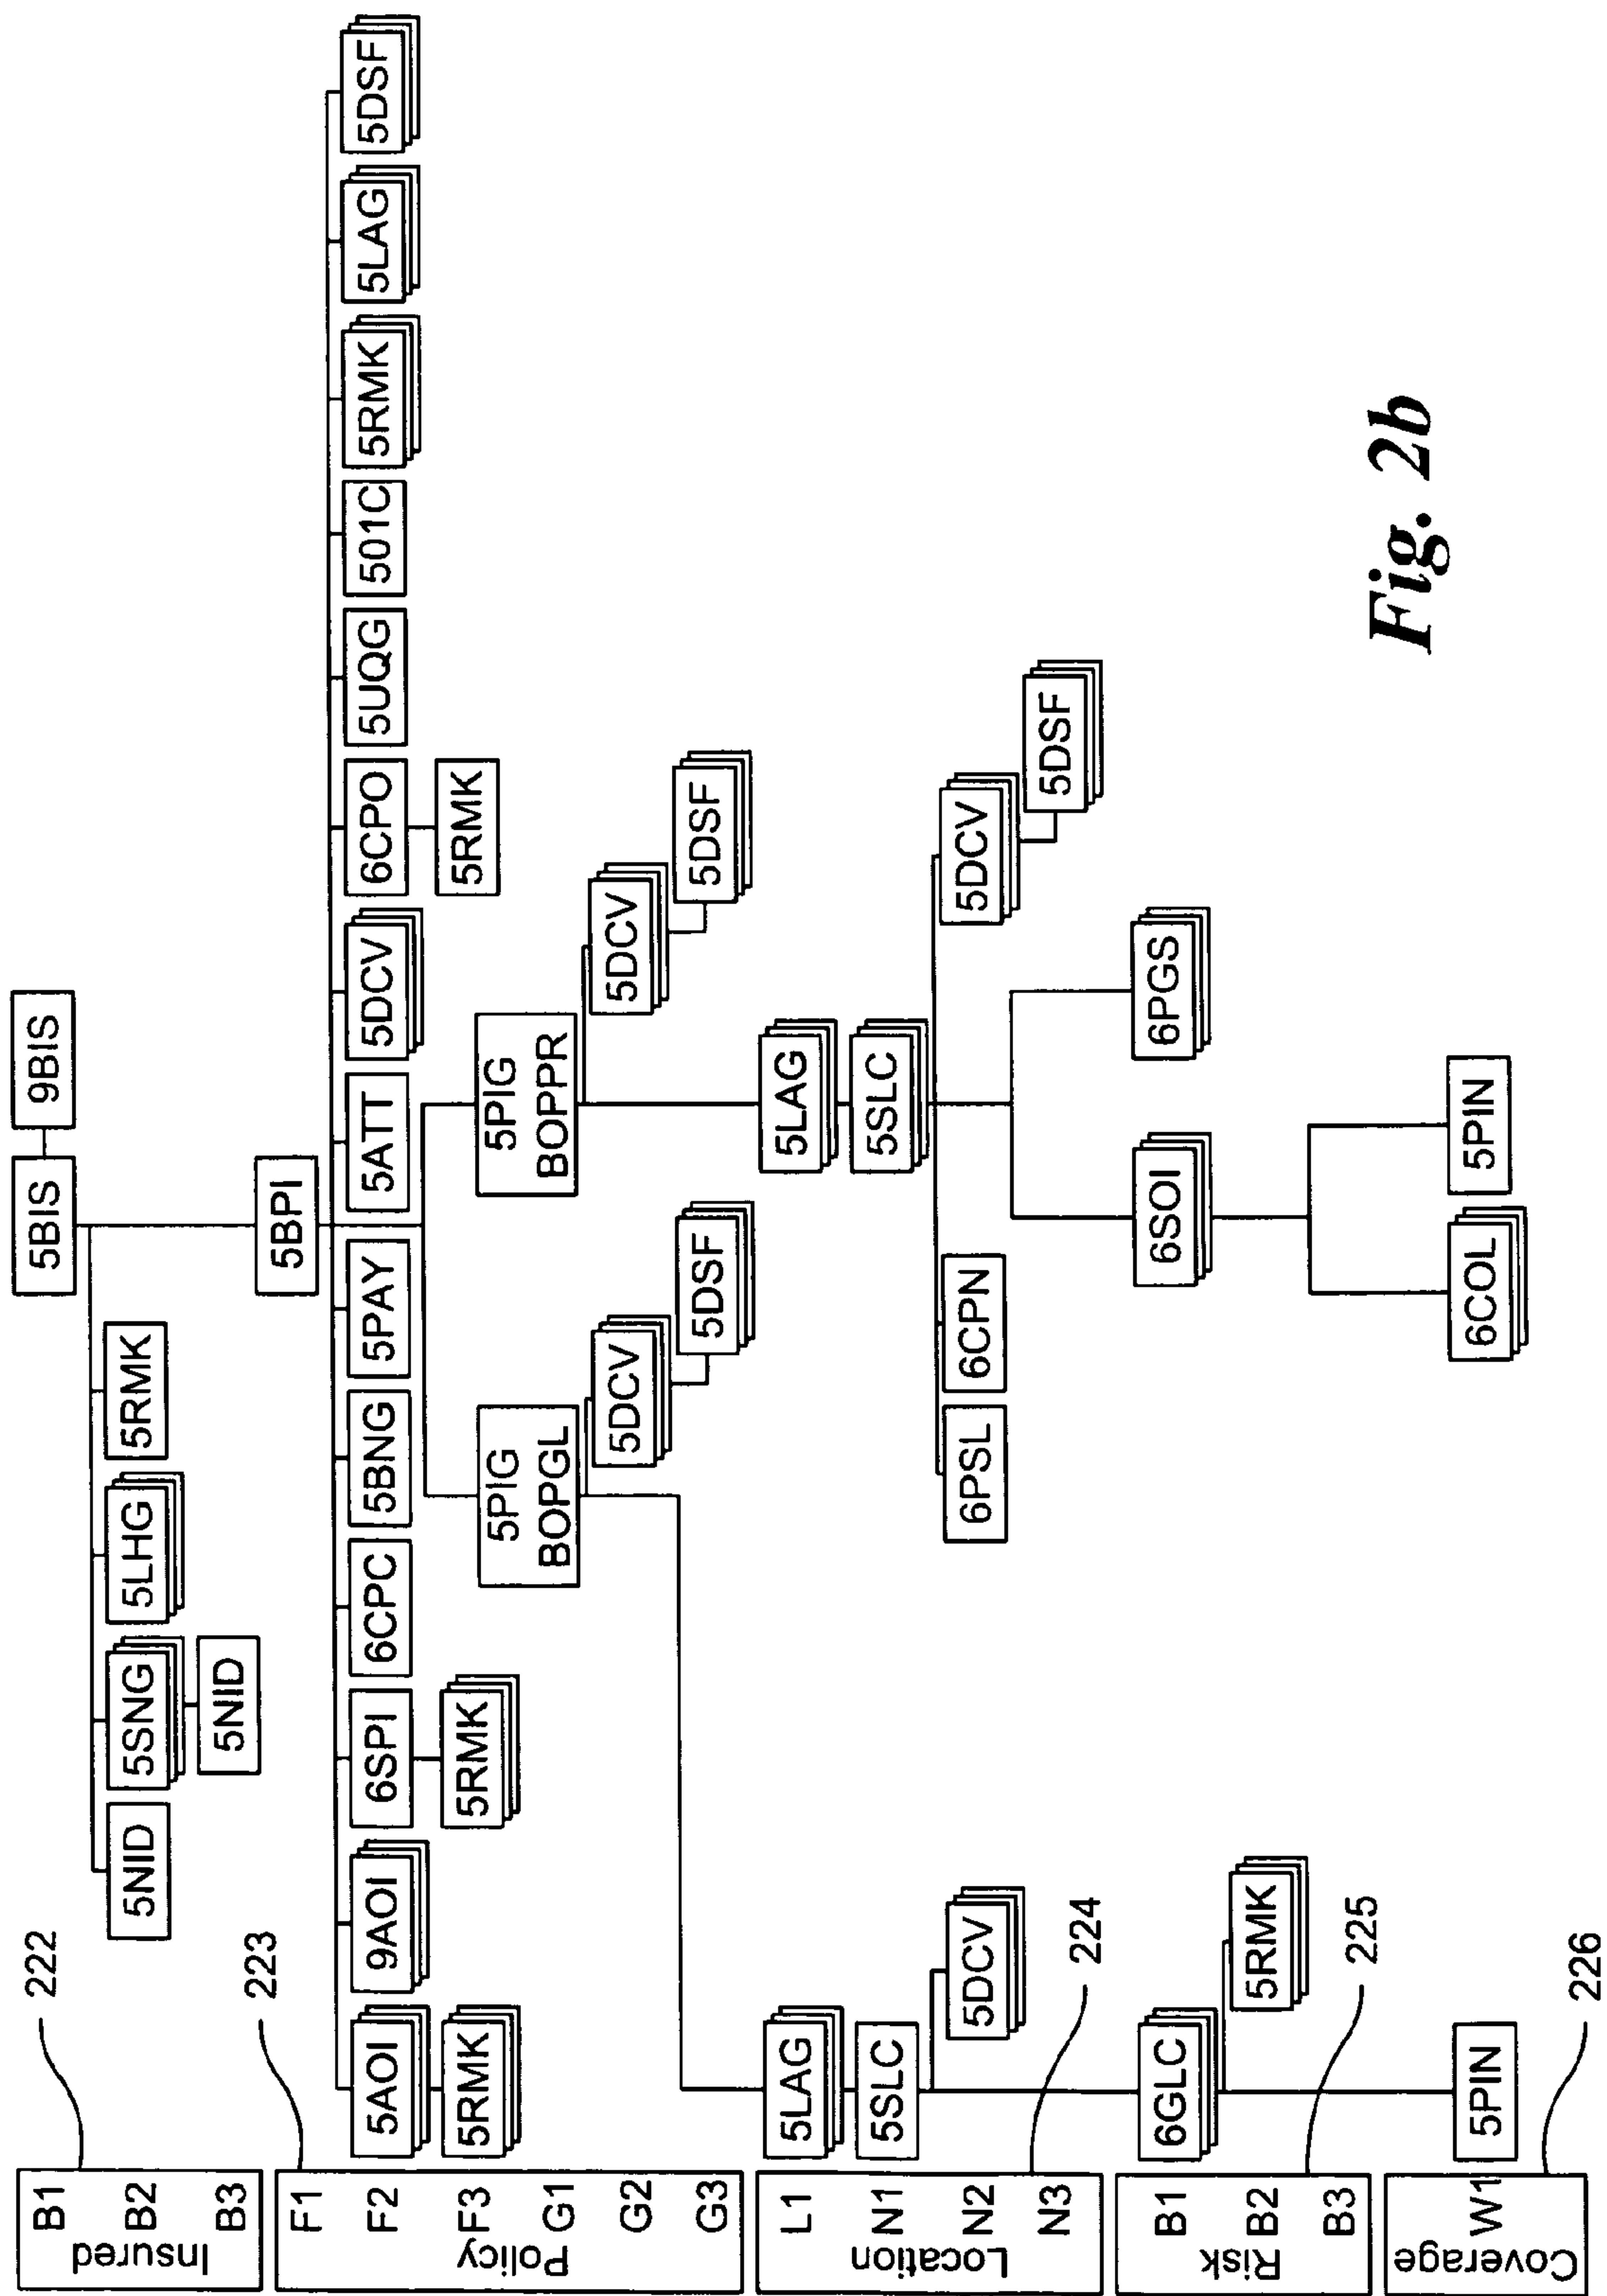 Insured
B1
B2
B3
222
5BIS
9BIS
5NID
5SNG
5LHG
5RMK
5NID
Policy
F1
F2
F3
G1
G2
G3
223
5BPI
5AOI
9AOI
6SPI
6CPC
5BNG
5PAY
5ATT
5DCV
6CPO
5UQG
501C
5RMK
5LAG
5DSF
5RMK
5RMK
5RMK
5PIG
BOPGL
5PIG
BOPPR
5DCV
5DCV
5DSF
5DSF
Location
L1
N1
N2
N3
224
5LAG
5LAG
5SLC
5SLC
5DCV
6PSL
6CPN
5DCV
5DSF
Risk
B1
B2
B3
225
6GLC
6SOI
6PGS
5RMK
Coverage
W1
226
5PIN
6COL
5PIN
Fig. 2b